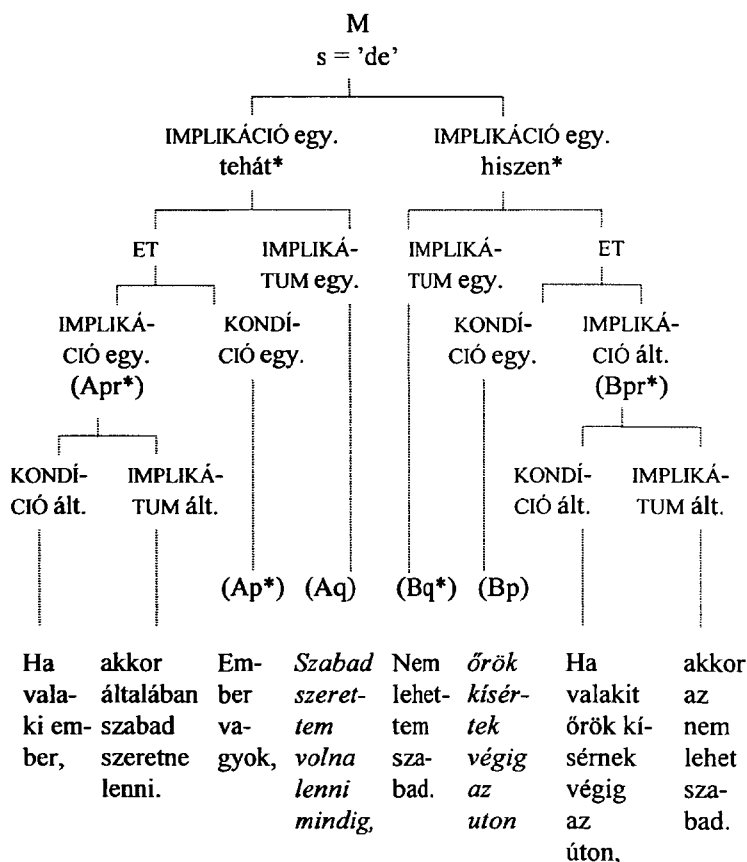 M
s = ’de’
IMPLIKÁCIÓ egy. IMPLIKÁCIÓ egy.
tehát* hiszen*
ET IMPLIKÁ- IMPLIKÁ- ET
TUM egy. TUM egy.
IMPLIKÁ- KONDÍ- KONDÍ- IMPLIKÁ-
CIÓ egy. CIÓ egy. CIÓ egy. CIÓ ált.
(Apr*) (Bpr*)
KONDÍ- IMPLIKÁ- KONDÍ- IMPLIKÁ-
CIÓ ált. TUM ált. CIÓ ált. TUM ált.
(Ap*) (Aq) (Bq*) (Bp)
Ha akkor Em- Szabad Nem őrök Ha akkor
vala- általában ber szeret- lehet- kísér- valakit az
ki em- szabad va- tem tem tek őrök kí- nem
ber, szeretne gyok, volna sza- végig sérnek lehet
lenni. lenni bad. az végig sza-
mindig, uton az bad.
úton,